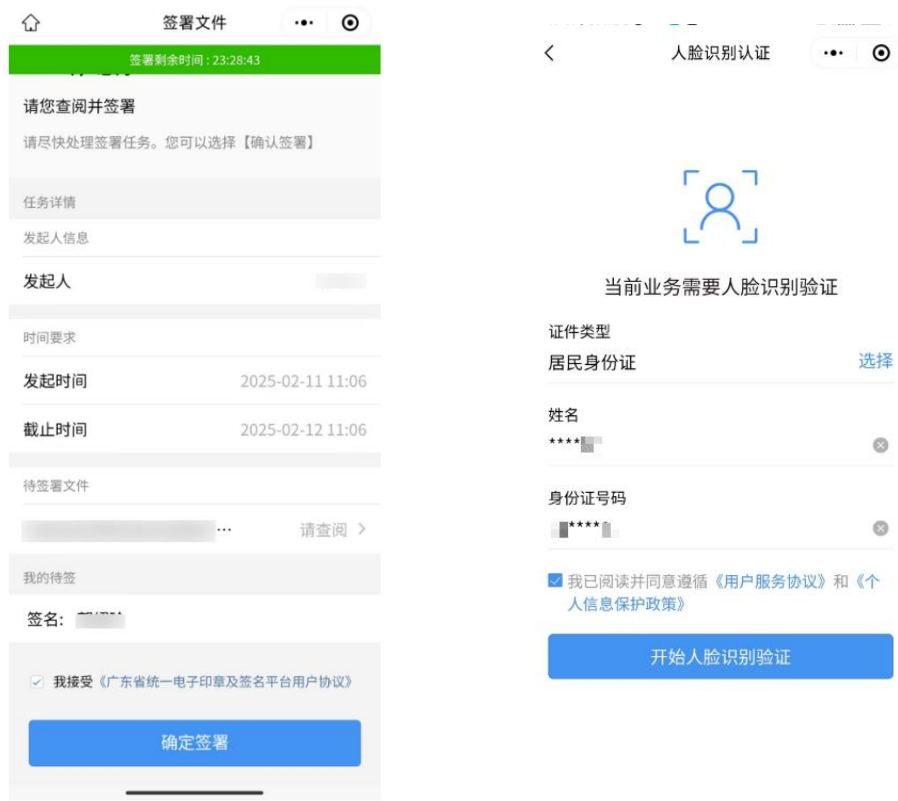 签署文件
签署剩余时间 : 23:28:43
请您查阅并签署
请尽快处理签署任务。您可以选择【确认签署】
任务详情
发起人信息
发起人
时间要求
发起时间 2025-02-11 11:06
截止时间 2025-02-12 11:06
待签署文件
... 请查阅
我的待签
签名:
我接受《广东省统一电子印章及签名平台用户协议》
确定签署
人脸识别认证
当前业务需要人脸识别验证
证件类型
居民身份证 选择
姓名
****
身份证号码
****
我已阅读并同意遵循《用户服务协议》和《个
人信息保护政策》
开始人脸识别验证